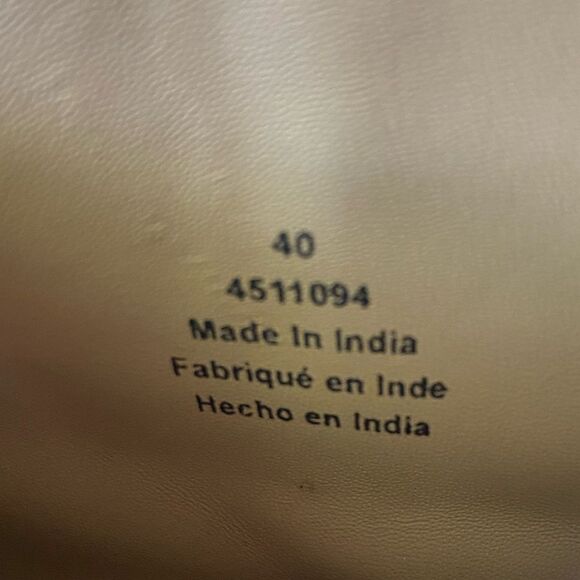 40
4511094
Made In India
Fabriqué en Inde
Hecho en India